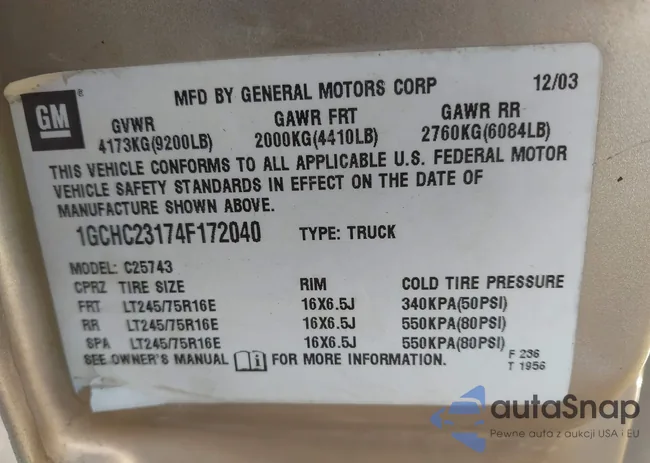 GM
®
MFD BY GENERAL MOTORS CORP 12/03
GVWR GAWR FRT GAWR RR
4173KG(9200LB) 2000KG(4410LB) 2760KG(6084LB)
THIS VEHICLE CONFORMS TO ALL APPLICABLE U.S. FEDERAL MOTOR
VEHICLE SAFETY STANDARDS IN EFFECT ON THE DATE OF
MANUFACTURE SHOWN ABOVE.
1GCHC23174F172040 TYPE: TRUCK
MODEL: C25743
CPRZ TIRE SIZE RIM COLD TIRE PRESSURE
FRT LT245/75R16E 16X6.5J 340KPA(50PSI)
RR LT245/75R16E 16X6.5J 550KPA(80PSI)
SPA LT245/75R16E 16X6.5J 550KPA(80PSI)
SEE OWNER'S MANUAL i FOR MORE INFORMATION.
F 236
T 1956
autaSnap
Pewne auta z aukcji USA i EU